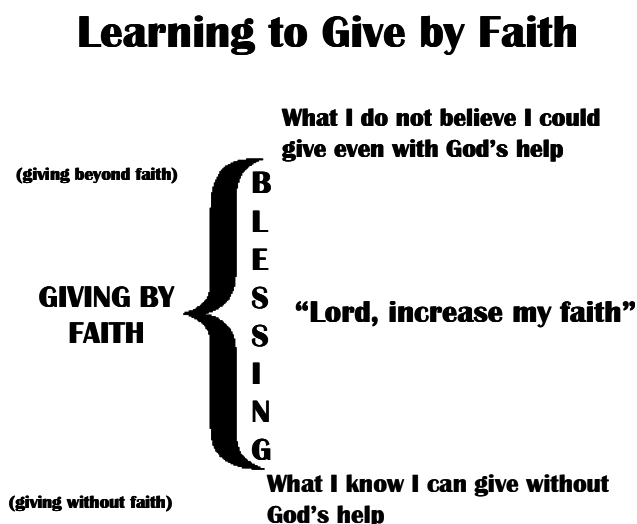 Learning to Give by Faith
What I do not believe I could
give even with God's help
(giving beyond faith)
B
L
E
S
S
I
N
G
GIVING BY
FAITH
“Lord, increase my faith”
What I know I can give without
God's help
(giving without faith)